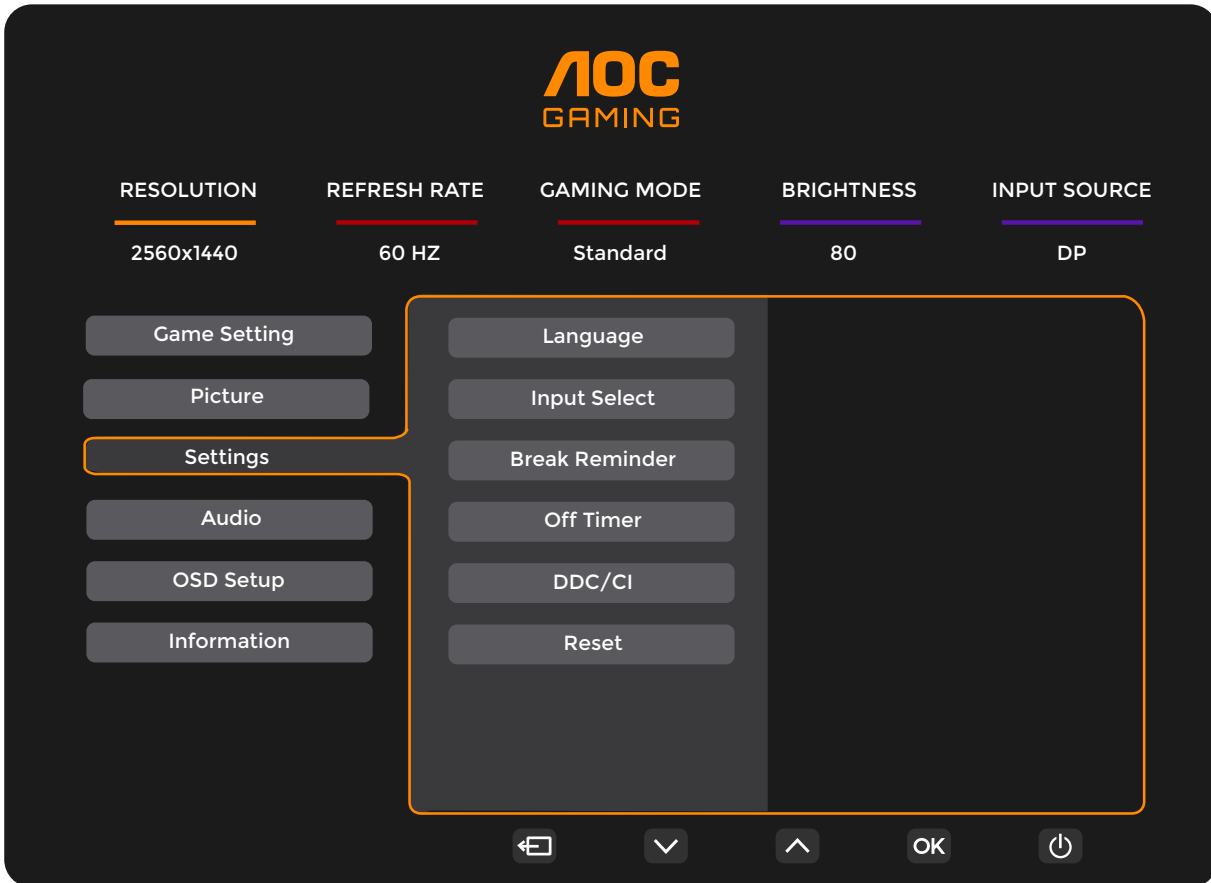 AOC
GAMING
RESOLUTION REFRESH RATE GAMING MODE BRIGHTNESS INPUT SOURCE
2560x1440 60 HZ Standard 80 DP
Game Setting
Picture
Settings
Audio
OSD Setup
Information
Language
Input Select
Break Reminder
Off Timer
DDC/CI
Reset
OK